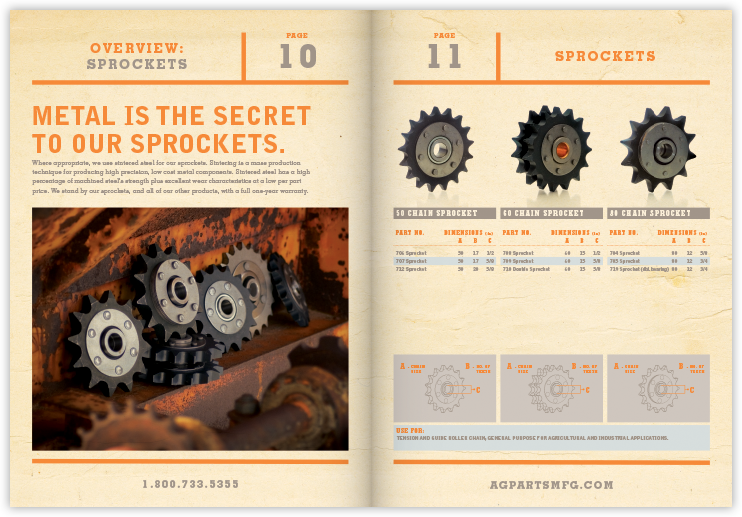 OVERVIEW:
SPROCKETS
PAGE
10
METAL IS THE SECRET
TO OUR SPROCKETS.
Where appropriate, we use sintered steel for our sprockets. Sintering is a mass production
technique for producing high precision, low cost metal components. Sintered steel has a high
percentage of machined steel's strength plus excellent wear characteristics at a low per part
price. We stand by our sprockets, and all of our other products, with a full one-year warranty.
1.800.733.5355
PAGE
11
SPROCKETS
50 CHAIN SPROCKET
PART NO. DIMENSIONS (in)
A B C
706 Sprocket 50 17 1/2
707 Sprocket 50 17 5/8
722 Sprocket 50 20 5/8
60 CHAIN SPROCKET
PART NO. DIMENSIONS (in)
A B C
708 Sprocket 60 15 1/2
709 Sprocket 60 15 5/8
710 Double Sprocket 60 15 5/8
80 CHAIN SPROCKET
PART NO. DIMENSIONS (in)
A B C
704 Sprocket 80 12 5/8
705 Sprocket 80 12 3/4
719 Sprocket (dbl. bearing) 80 12 3/4
A - CHAIN
SIZE
B - NO. OF
TEETH
C
A - CHAIN
SIZE
B - NO. OF
TEETH
C
A - CHAIN
SIZE
B - NO. OF
TEETH
C
USE FOR:
TENSION AND GUIDE ROLLER CHAIN; GENERAL PURPOSE FOR AGRICULTURAL AND INDUSTRIAL APPLICATIONS.
AGPARTSMFG.COM